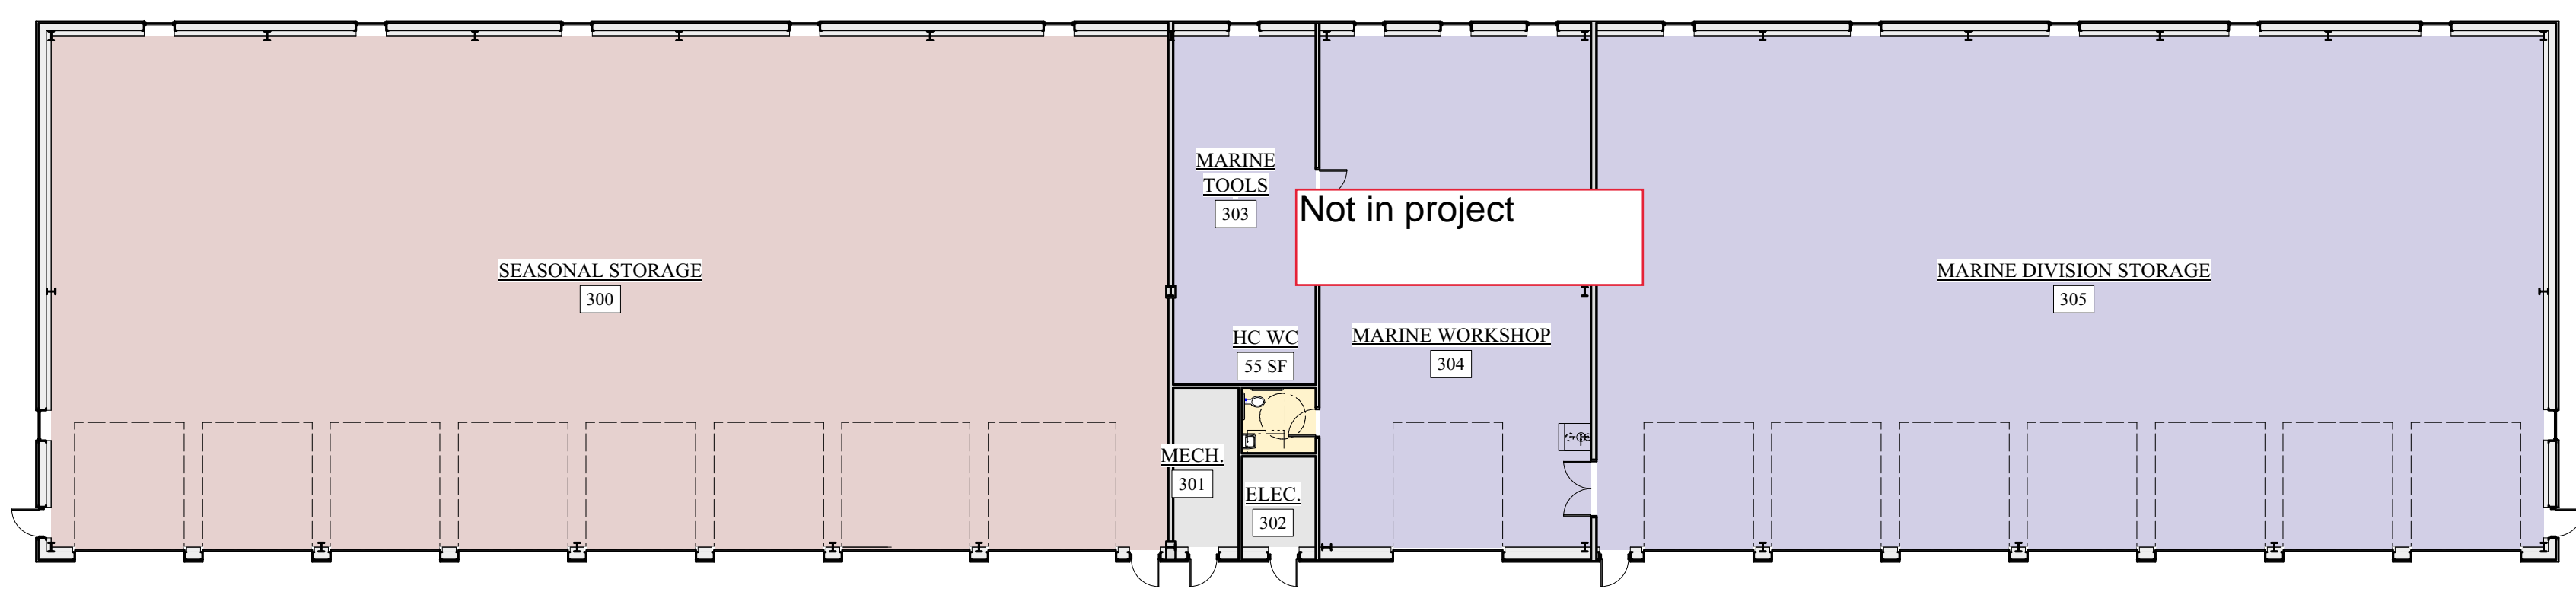 MARINE
TOOLS
303
Not in project
SEASONAL STORAGE
300
MARINE DIVISION STORAGE
305
HC WC
55 SF
MARINE WORKSHOP
304
MECH.
301
ELEC.
302